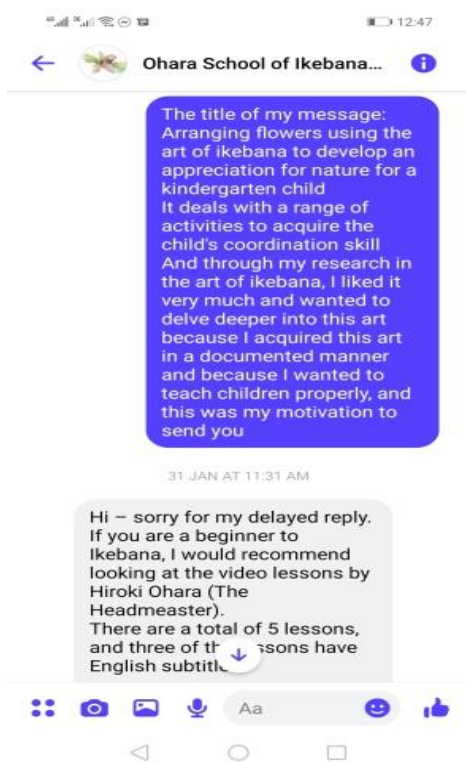 12:47
Ohara School of Ikebana...
The title of my message:
Arranging flowers using the
art of ikebana to develop an
appreciation for nature for a
kindergarten child
It deals with a range of
activities to acquire the
child's coordination skill
And through my research in
the art of ikebana, I liked it
very much and wanted to
delve deeper into this art
because I acquired this art
in a documented manner
and because I wanted to
teach children properly, and
this was my motivation to
send you
31 JAN AT 11:31 AM
Hi – sorry for my delayed reply.
If you are a beginner to
Ikebana, I would recommend
looking at the video lessons by
Hiroki Ohara (The
Headmeaster).
There are a total of 5 lessons,
and three of th ssons have
English subtitl
Aa